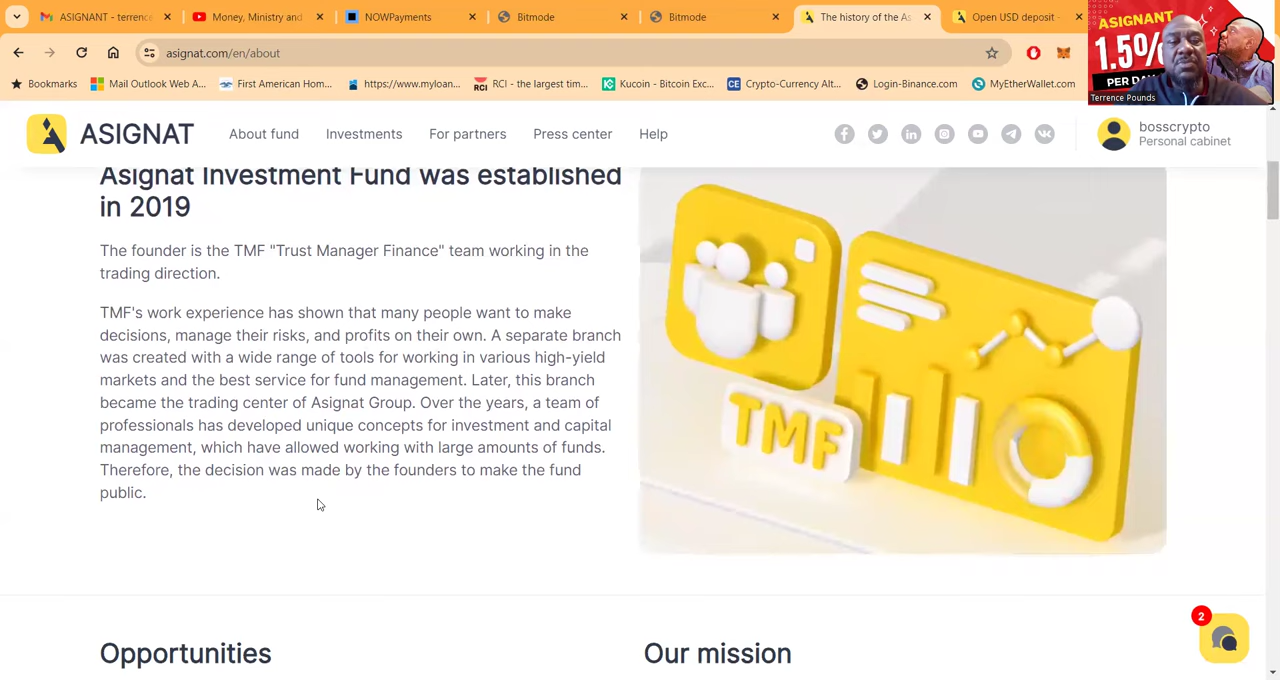 ASIGNANT - terrenc
Money, Ministry and
NOWPayments
Bitmode
Bitmode
The history of the As
Open USD deposit -
asignat.com/en/about
Bookmarks
Mail Outlook Web A...
First American Hom...
https://www.myloan...
RCI - the largest tim...
Kucoin - Bitcoin Exc...
Crypto-Currency Alt...
Login-Binance.com
MyEtherWallet.com
ASIGNANT
1.5%
PER DAY
Terrence Pounds
ASIGNAT
About fund
Investments
For partners
Press center
Help
bosscrypto
Personal cabinet
Asignat Investment Fund was established
in 2019
The founder is the TMF "Trust Manager Finance" team working in the
trading direction.
TMF's work experience has shown that many people want to make
decisions, manage their risks, and profits on their own. A separate branch
was created with a wide range of tools for working in various high-yield
markets and the best service for fund management. Later, this branch
became the trading center of Asignat Group. Over the years, a team of
professionals has developed unique concepts for investment and capital
management, which have allowed working with large amounts of funds.
Therefore, the decision was made by the founders to make the fund
public.
TMF
2
Opportunities
Our mission